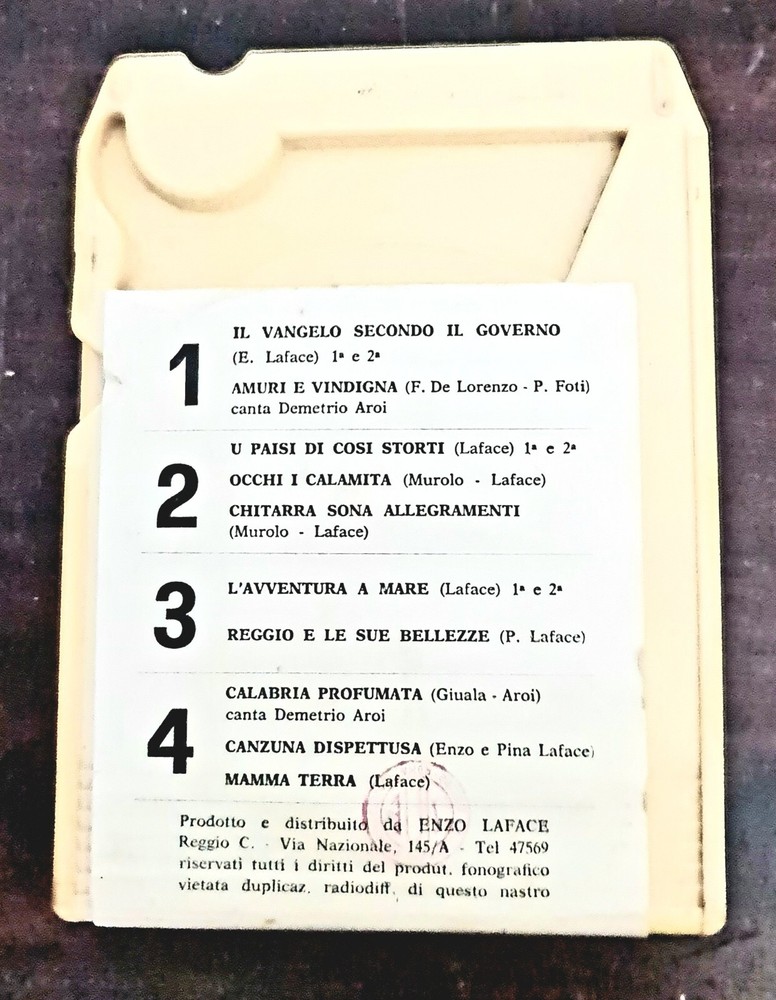 1
IL VANGELO SECONDO IL GOVERNO
(E. Laface) 1ª e 2ª
AMURI E VINDIGNA (F. De Lorenzo - P. Foti)
canta Demetrio Aroi
2
U PAISI DI COSI STORTI (Laface) 1ª e 2ª
OCCHI I CALAMITA (Murolo - Laface)
CHITARRA SONA ALLEGRAMENTI
(Murolo - Laface)
3
L'AVVENTURA A MARE (Laface) 1ª e 2ª
REGGIO E LE SUE BELLEZZE (P. Laface)
4
CALABRIA PROFUMATA (Giuala - Aroi)
canta Demetrio Aroi
CANZUNA DISPETTUSA (Enzo e Pina Laface)
MAMMA TERRA (Laface)
Prodotto e distribuito da ENZO LAFACE
Reggio C. - Via Nazionale, 145/A - Tel 47569
riservati tutti i diritti del produt. fonografico
vietata duplicaz. radiodiff. di questo nastro